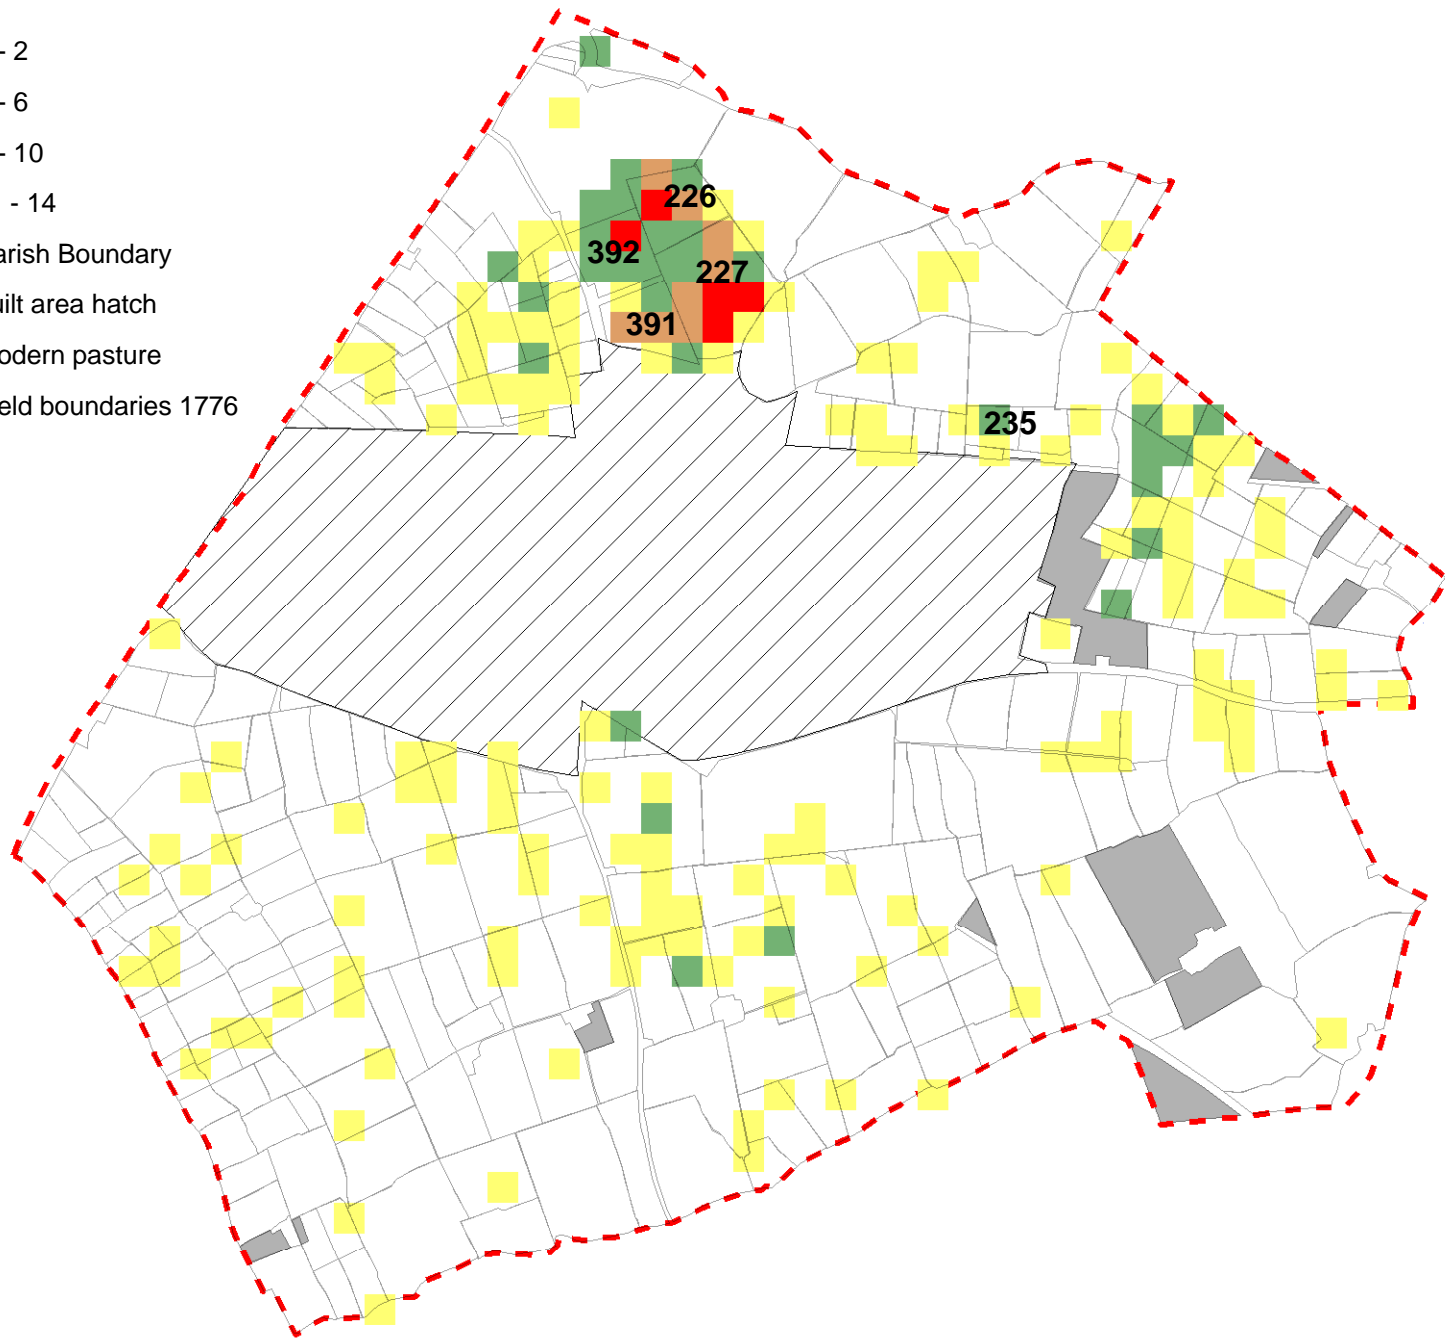 - 2
- 6
- 10
- 14
arish Boundary
uilt area hatch
odern pasture
eld boundaries 1776
226
392
227
391
235